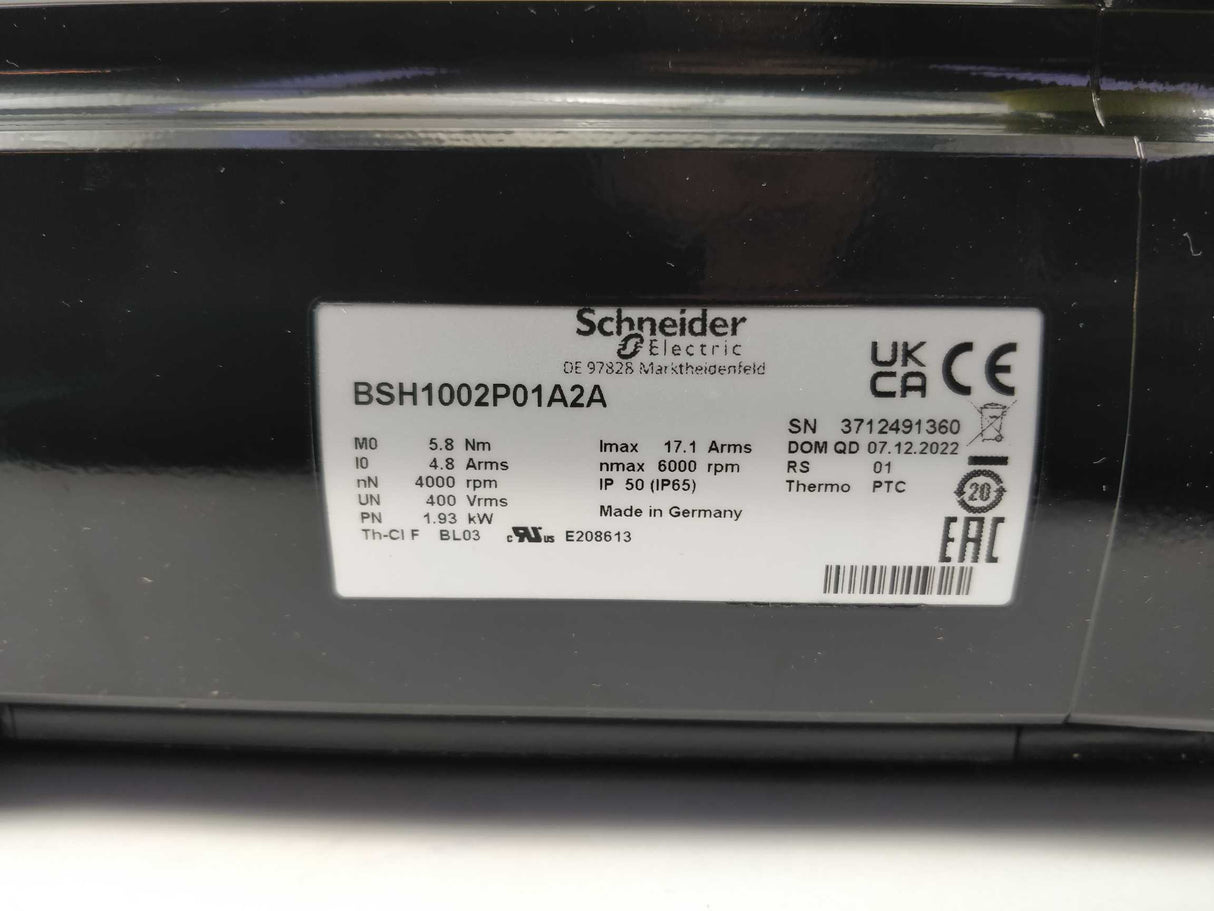 Schneider
Electric
DE 97828 Marktheidenfeld
BSH1002P01A2A
UK
CA
CE
SN 3712491360
M0 5.8 Nm Imax 17.1 Arms DOM QD 07.12.2022
I0 4.8 Arms nmax 6000 rpm RS 01
nN 4000 rpm IP 50 (IP65) Thermo PTC
UN 400 Vrms
PN 1.93 kW Made in Germany
Th-Cl F BL03 c RU us E208613
20
EAC